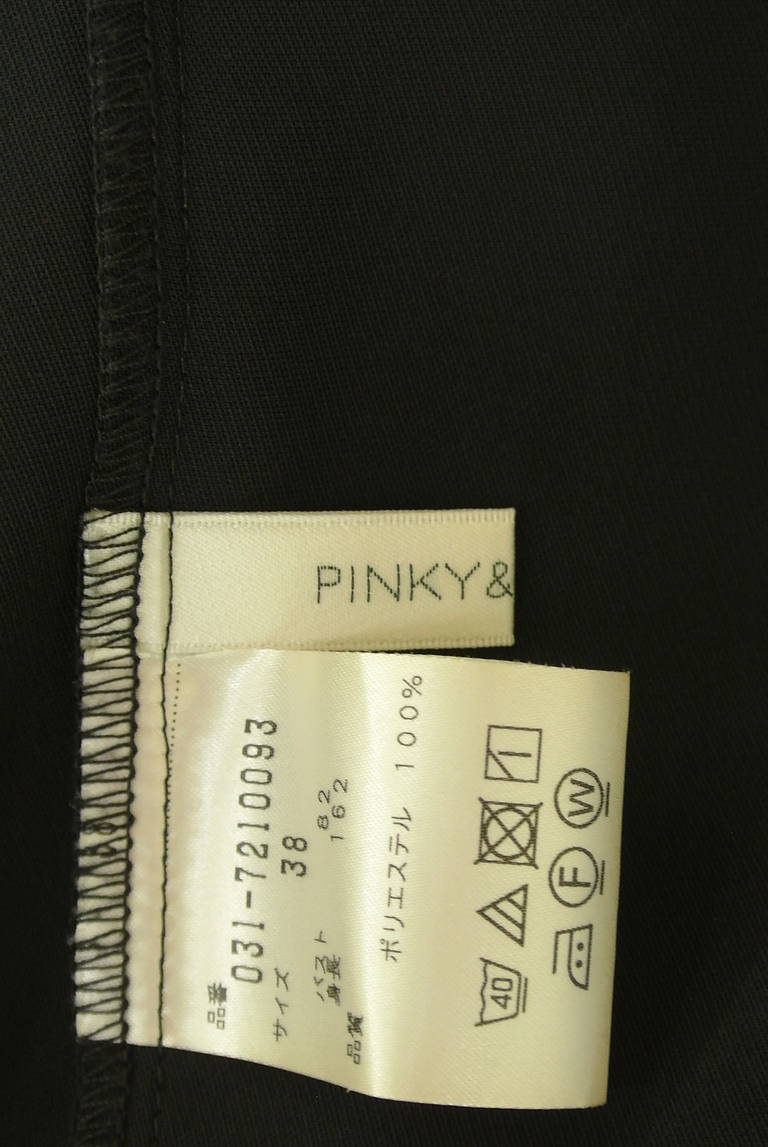 PINKY&
品番 031-7210093
サイズ 38
バスト 82
身長 162
品質
ポリエステル 100%
40
F W